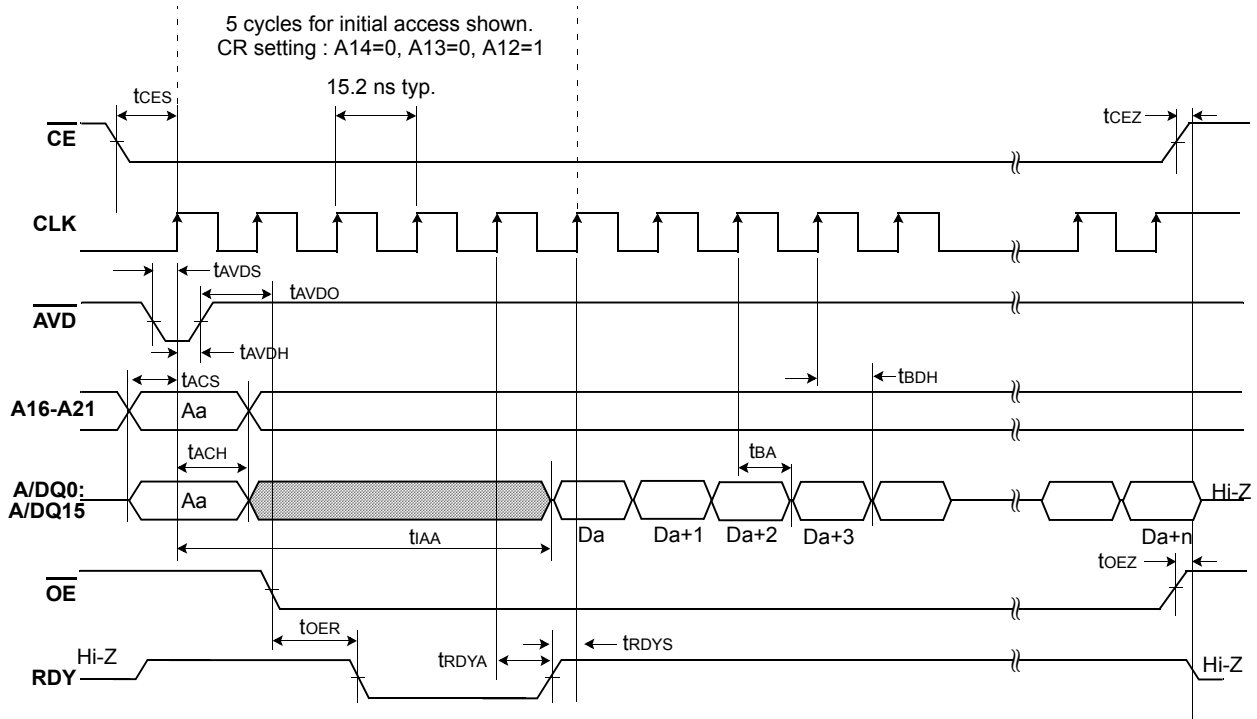 5 cycles for initial access shown.
CR setting : A14=0, A13=0, A12=1
15.2 ns typ.
tCES
tCEZ
CE
CLK
tAVDS
tAVDO
AVD
tAVDH
tBDH
tACS
A16-A21
Aa
tACH
tBA
A/DQ0:
A/DQ15
Aa
Hi-Z
tIAA
Da
Da+1
Da+2
Da+3
Da+n
tOEZ
OE
tOER
tRDYA
tRDYS
Hi-Z
RDY
Hi-Z